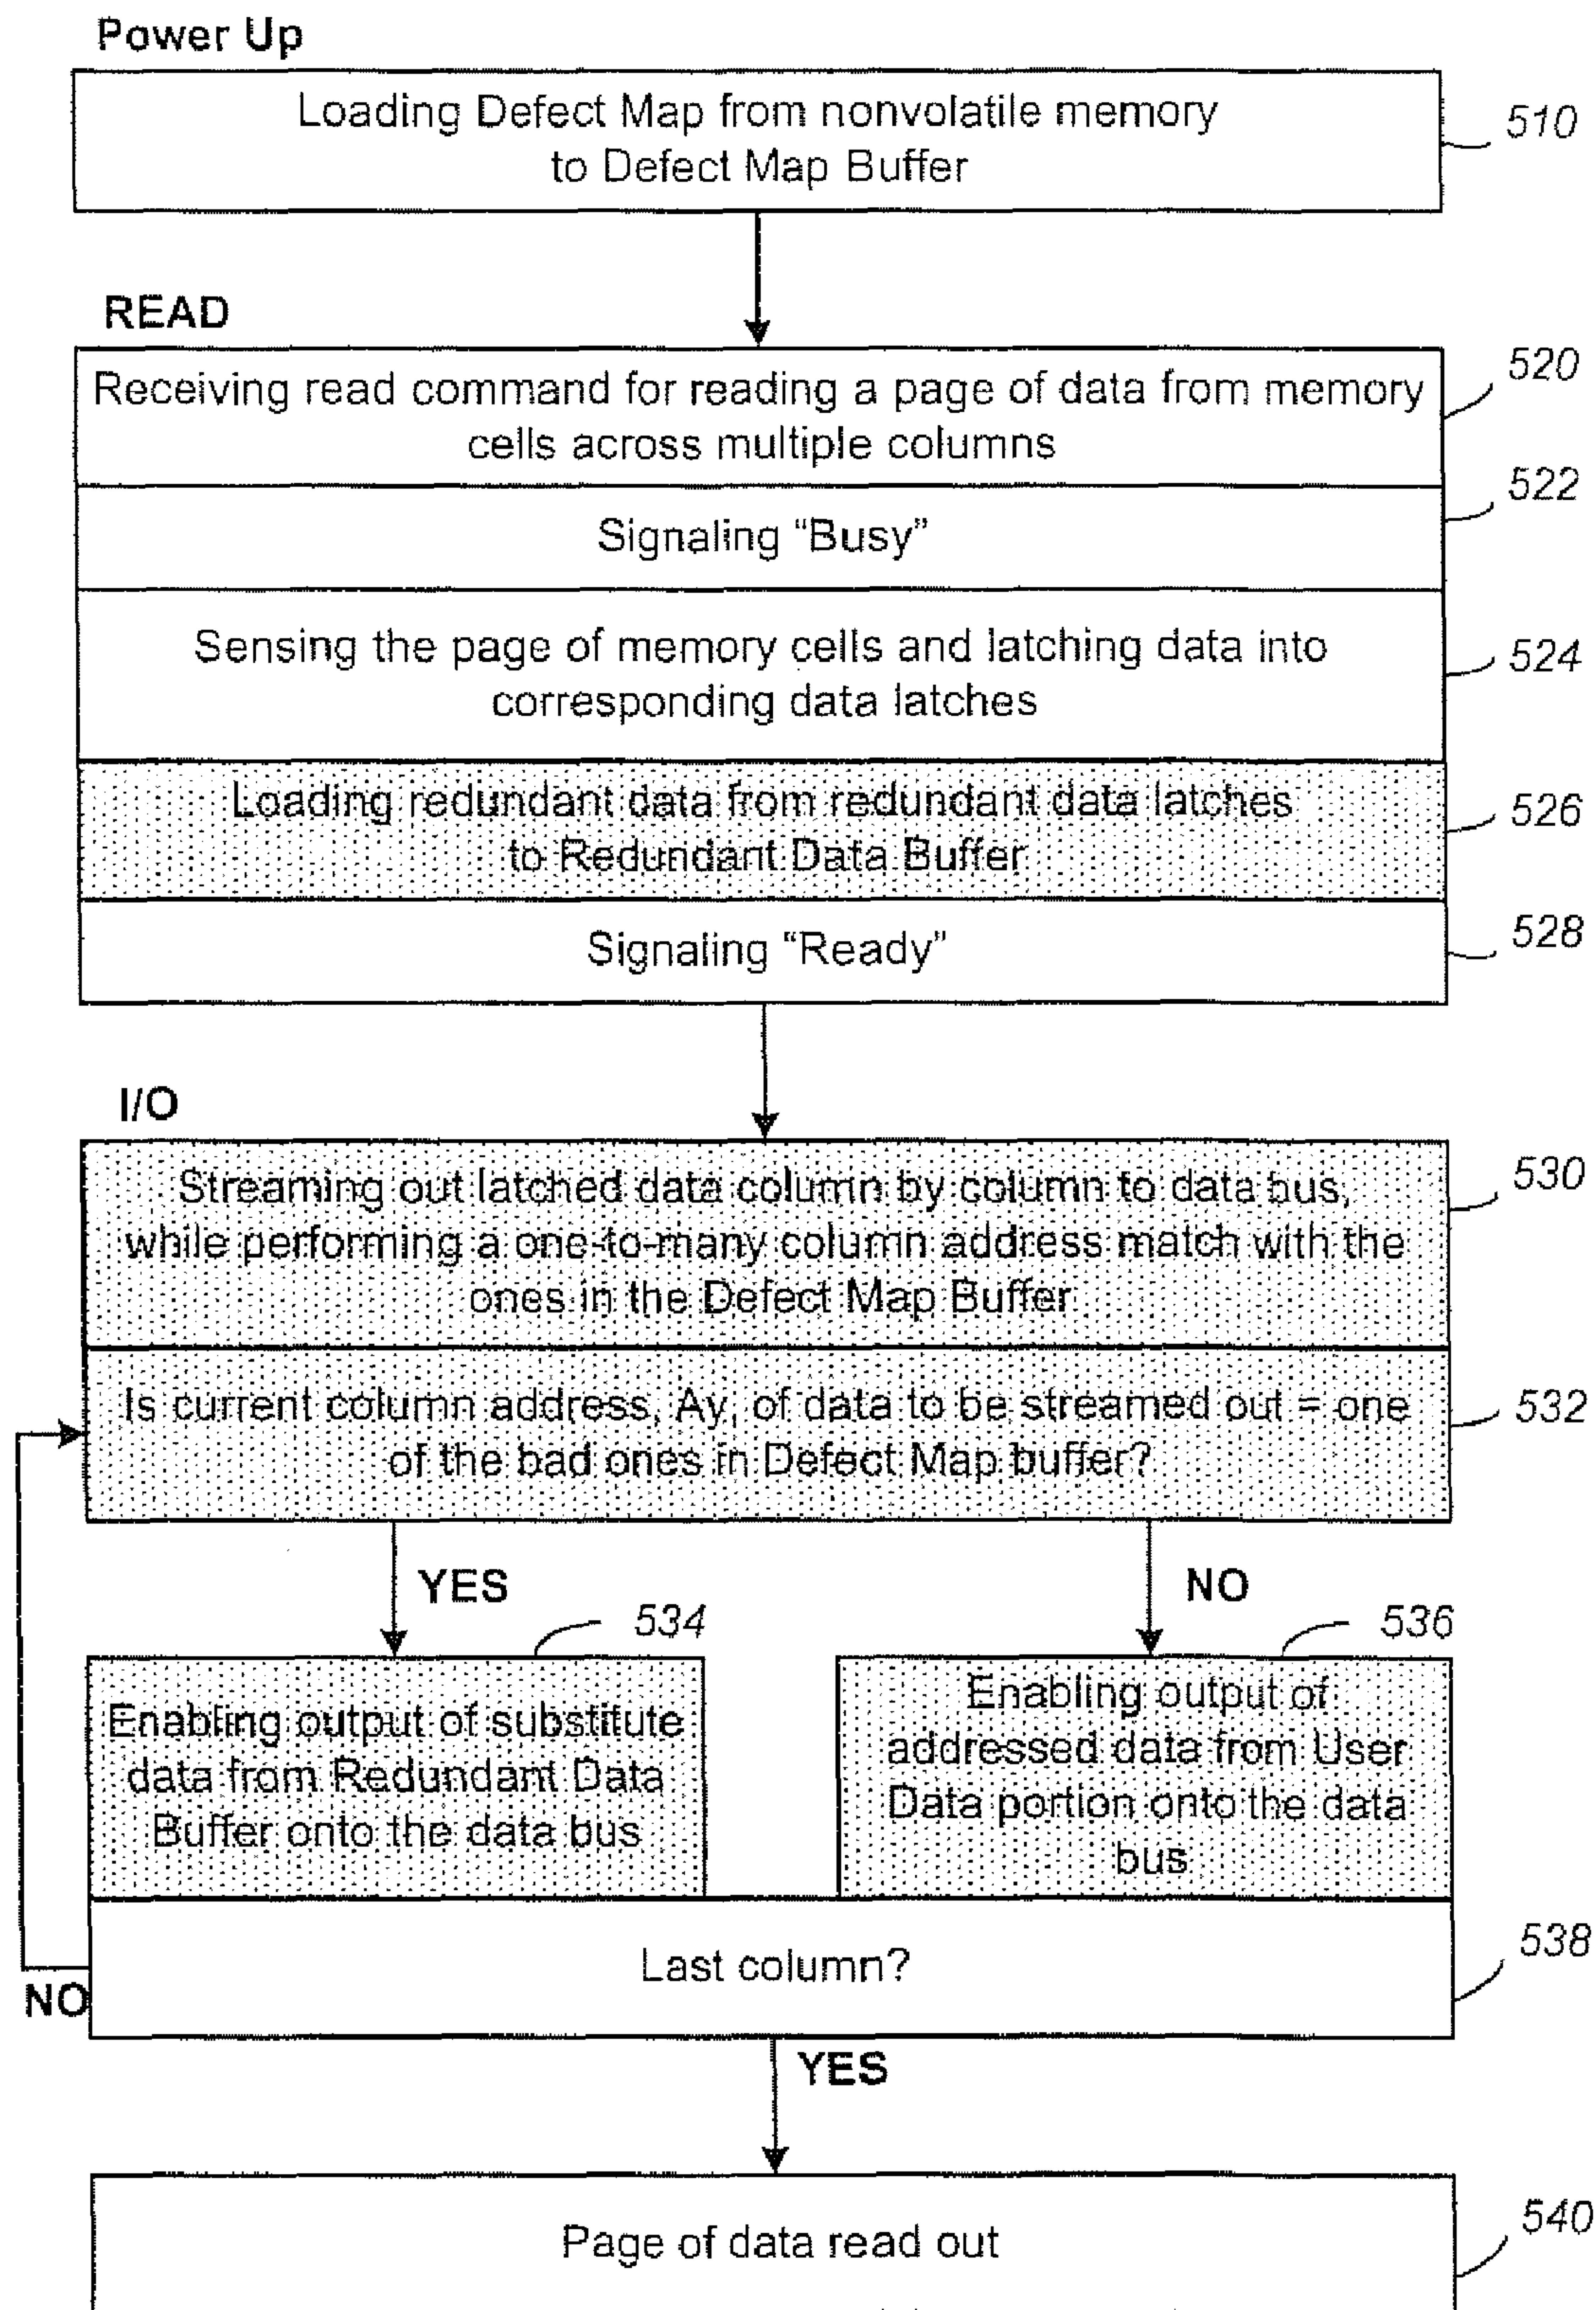 Power Up
Loading Defect Map from nonvolatile memory
to Defect Map Buffer
510
READ
Receiving read command for reading a page of data from memory
cells across multiple columns
520
Signaling “Busy”
522
Sensing the page of memory cells and latching data into
corresponding data latches
524
Loading redundant data from redundant data latches
to Redundant Data Buffer
526
Signaling “Ready”
528
I/O
Streaming out latched data column by column to data bus,
while performing a one-to-many column address match with the
ones in the Defect Map Buffer
530
Is current column address, Ay, of data to be streamed out = one
of the bad ones in Defect Map buffer?
532
YES
NO
534
Enabling output of substitute
data from Redundant Data
Buffer onto the data bus
536
Enabling output of
addressed data from User
Data portion onto the data
bus
Last column?
538
NO
YES
Page of data read out
540